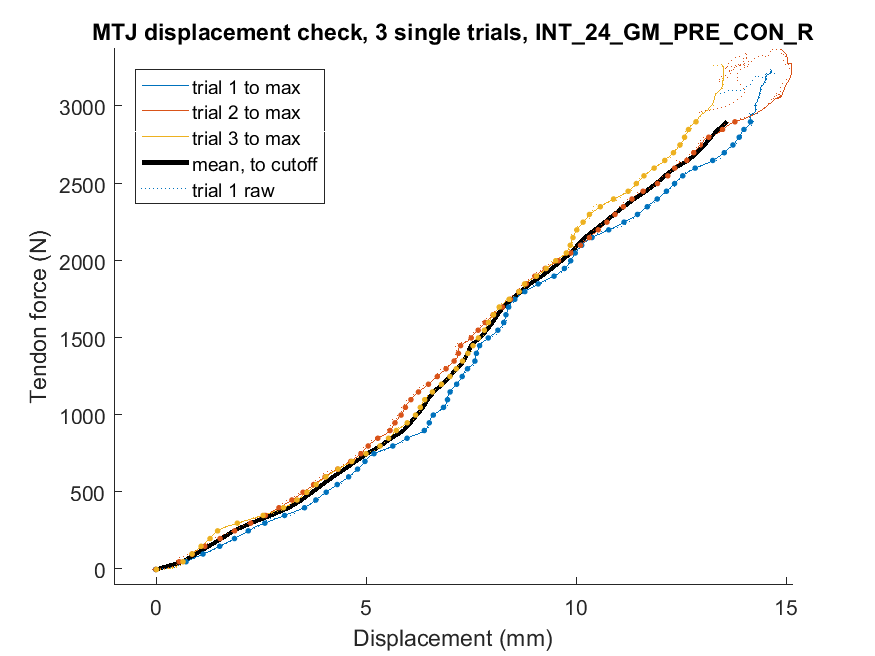 MTJ displacement check, 3 single trials, INT_24_GM_PRE_CON_R
trial 1 to max
trial 2 to max
trial 3 to max
mean, to cutoff
trial 1 raw
3000
2500
2000
1500
1000
500
0
Tendon force (N)
0 5 10 15
Displacement (mm)